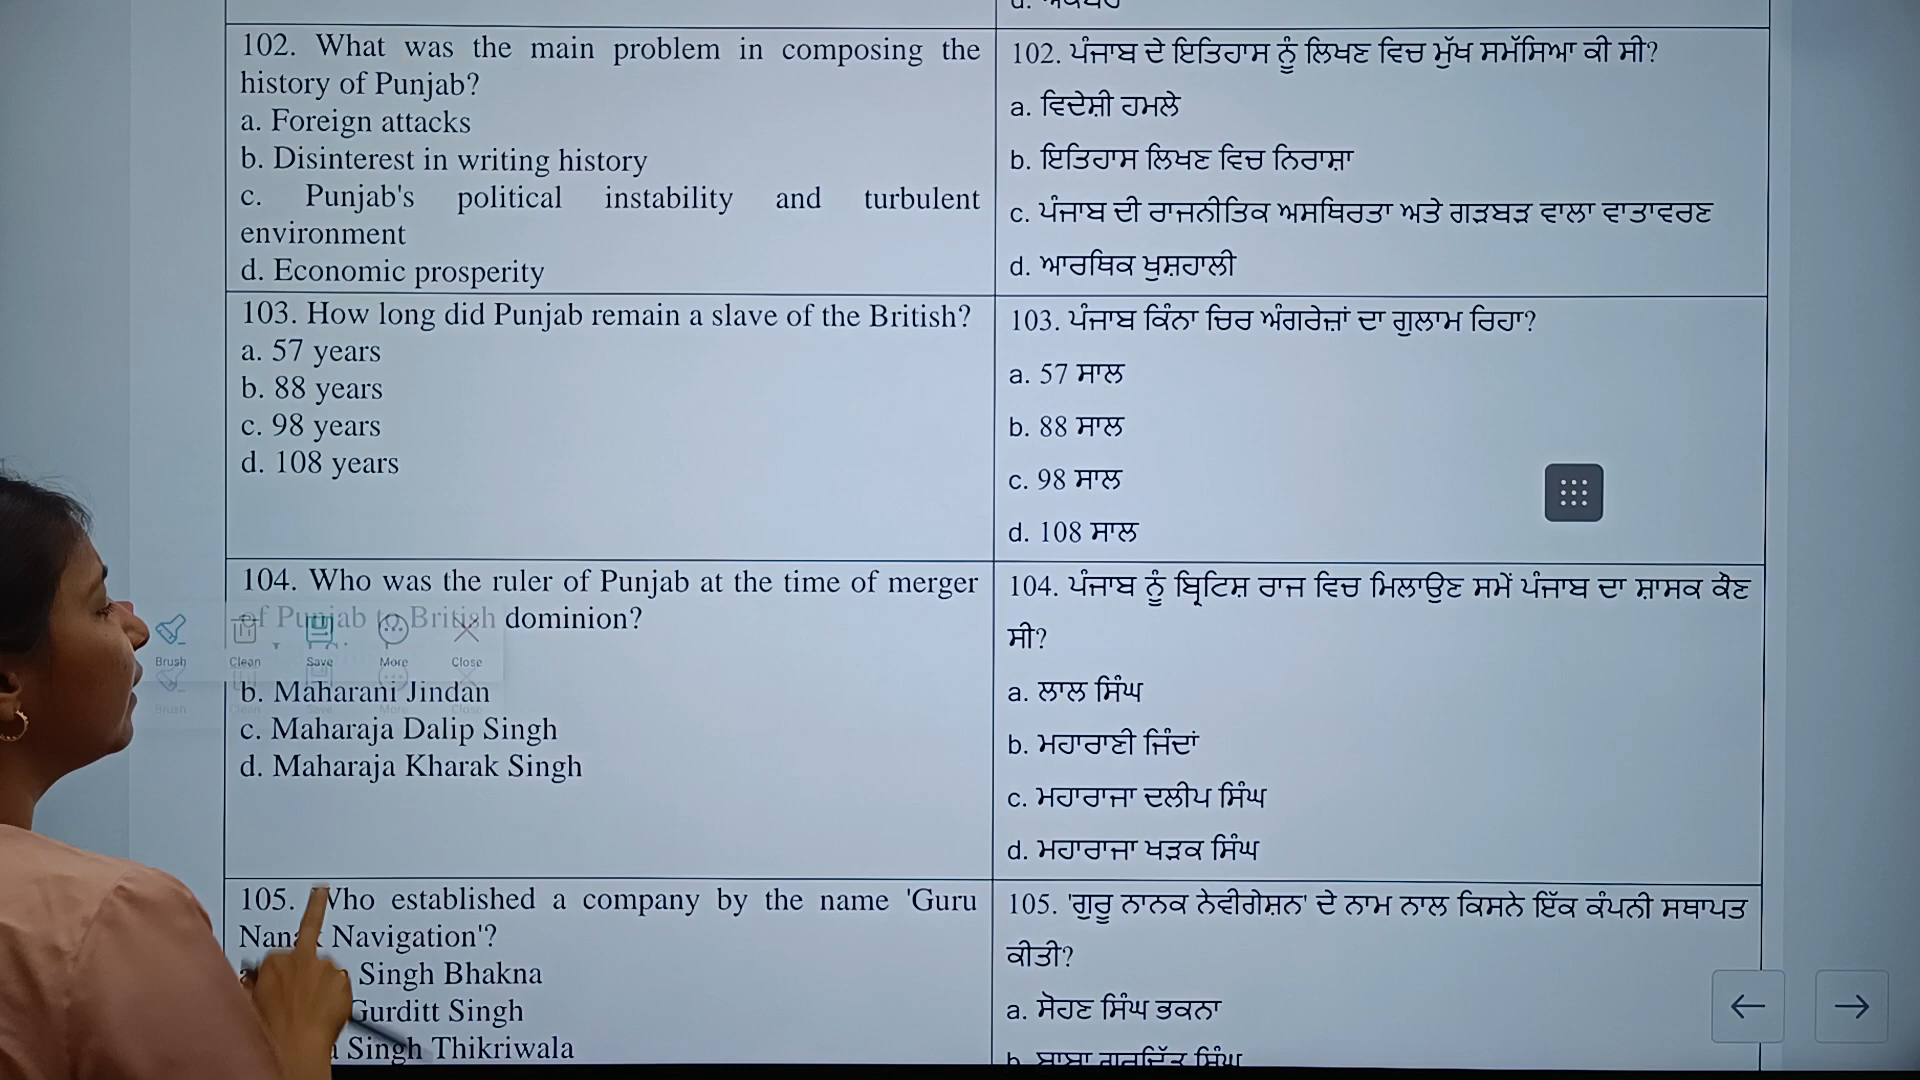 102. What was the main problem in composing the
history of Punjab?
a. Foreign attacks
b. Disinterest in writing history
c. Punjab's political instability and turbulent
environment
d. Economic prosperity
102. ਪੰਜਾਬ ਦੇ ਇਤਿਹਾਸ ਨੂੰ ਲਿਖਣ ਵਿਚ ਮੁੱਖ ਸਮੱਸਿਆ ਕੀ ਸੀ?
a. ਵਿਦੇਸ਼ੀ ਹਮਲੇ
b. ਇਤਿਹਾਸ ਲਿਖਣ ਵਿਚ ਨਿਰਾਸ਼ਾ
c. ਪੰਜਾਬ ਦੀ ਰਾਜਨੀਤਿਕ ਅਸਥਿਰਤਾ ਅਤੇ ਗੜਬੜ ਵਾਲਾ ਵਾਤਾਵਰਣ
d. ਆਰਥਿਕ ਖੁਸ਼ਹਾਲੀ
103. How long did Punjab remain a slave of the British?
a. 57 years
b. 88 years
c. 98 years
d. 108 years
103. ਪੰਜਾਬ ਕਿੰਨਾ ਚਿਰ ਅੰਗਰੇਜ਼ਾਂ ਦਾ ਗੁਲਾਮ ਰਿਹਾ?
a. 57 ਸਾਲ
b. 88 ਸਾਲ
c. 98 ਸਾਲ
d. 108 ਸਾਲ
104. Who was the ruler of Punjab at the time of merger
of Punjab to British dominion?
b. Maharani Jindan
c. Maharaja Dalip Singh
d. Maharaja Kharak Singh
Brush Clean Save More Close
104. ਪੰਜਾਬ ਨੂੰ ਬ੍ਰਿਟਿਸ਼ ਰਾਜ ਵਿਚ ਮਿਲਾਉਣ ਸਮੇਂ ਪੰਜਾਬ ਦਾ ਸ਼ਾਸਕ ਕੌਣ
ਸੀ?
a. ਲਾਲ ਸਿੰਘ
b. ਮਹਾਰਾਣੀ ਜਿੰਦਾਂ
c. ਮਹਾਰਾਜਾ ਦਲੀਪ ਸਿੰਘ
d. ਮਹਾਰਾਜਾ ਖੜਕ ਸਿੰਘ
105. Who established a company by the name 'Guru
Navigation'?
Singh Bhakna
Gurditt Singh
Singh Thikriwala
105. 'ਗੁਰੂ ਨਾਨਕ ਨੇਵੀਗੇਸ਼ਨ' ਦੇ ਨਾਮ ਨਾਲ ਕਿਸਨੇ ਇੱਕ ਕੰਪਨੀ ਸਥਾਪਤ
ਕੀਤੀ?
a. ਸੋਹਣ ਸਿੰਘ ਭਕਨਾ
b. ਬਾਬਾ ਗੁਰਦਿੱਤ ਸਿੰਘ